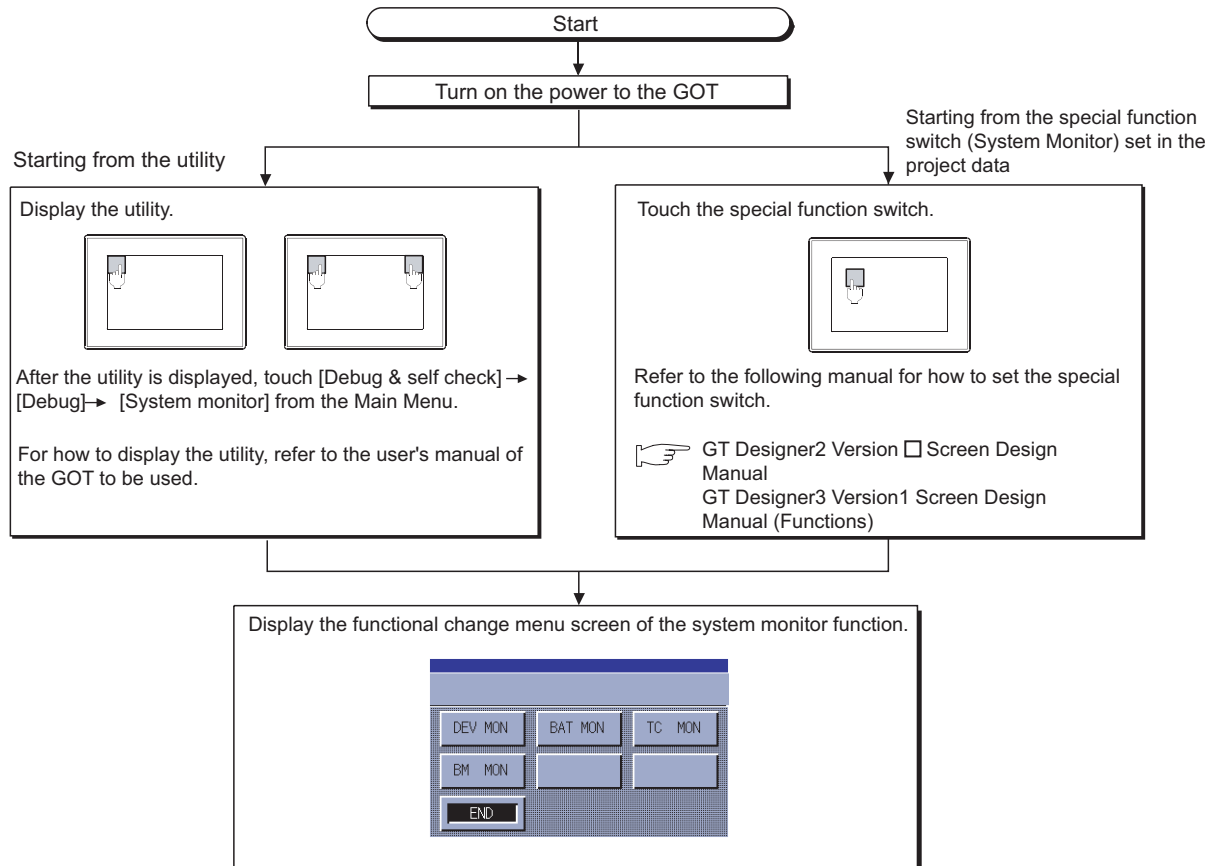 Start
Turn on the power to the GOT
Starting from the utility
Starting from the special function
switch (System Monitor) set in the
project data
Display the utility.
After the utility is displayed, touch [Debug & self check] →
[Debug]→ [System monitor] from the Main Menu.
For how to display the utility, refer to the user's manual of
the GOT to be used.
Touch the special function switch.
Refer to the following manual for how to set the special
function switch.
GT Designer2 Version □ Screen Design
Manual
GT Designer3 Version1 Screen Design
Manual (Functions)
Display the functional change menu screen of the system monitor function.
DEV MON BAT MON TC MON
BM MON
END